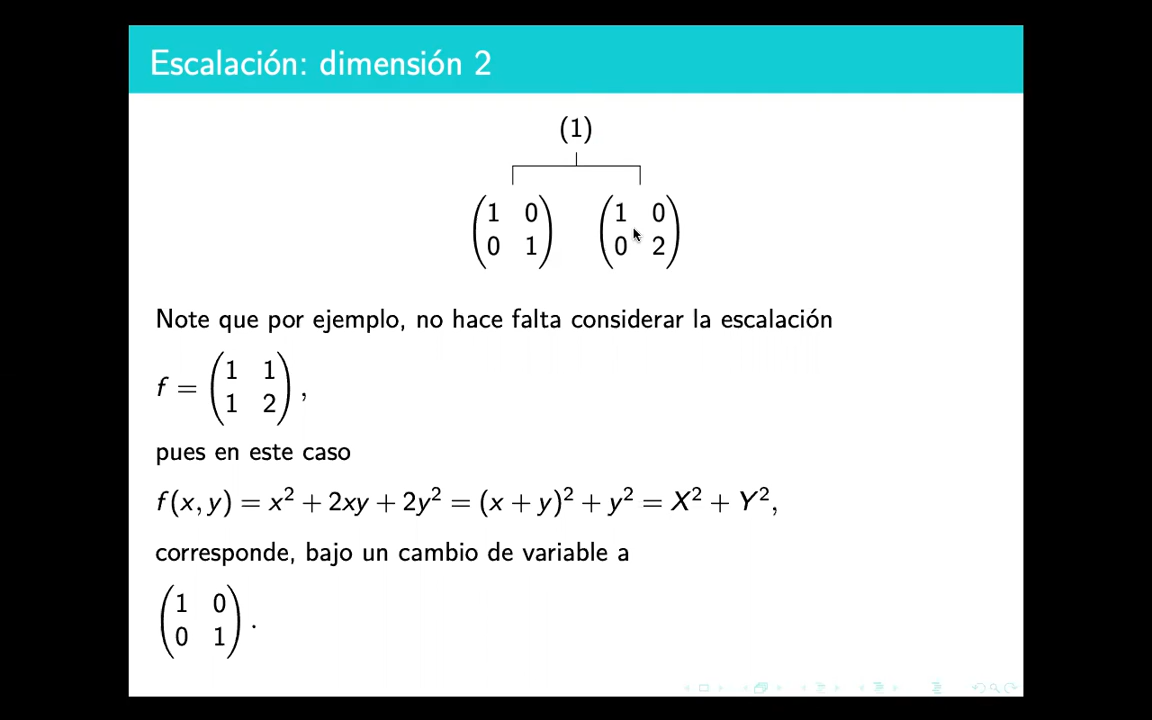 Escalación: dimensión 2
(1)
(1 0
0 1) (1 0
0 2)
Note que por ejemplo, no hace falta considerar la escalación
f = (1 1
1 2),
pues en este caso
f(x, y) = x² + 2xy + 2y² = (x + y)² + y² = X² + Y²,
corresponde, bajo un cambio de variable a
(1 0
0 1).